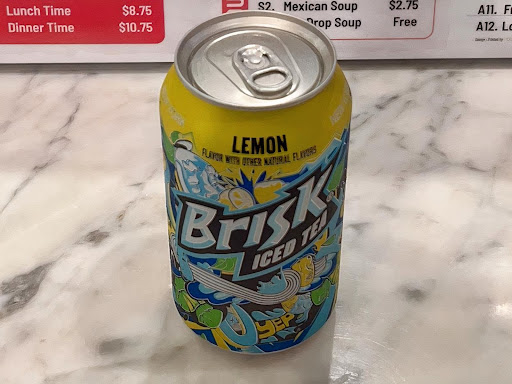 Lunch Time $8.75
Dinner Time $10.75
S2. Mexican Soup $2.75
Drop Soup Free
A11.
A12.
LEMON
FLAVOR WITH OTHER NATURAL FLAVORS
BRISK
ICED TEA
YEP